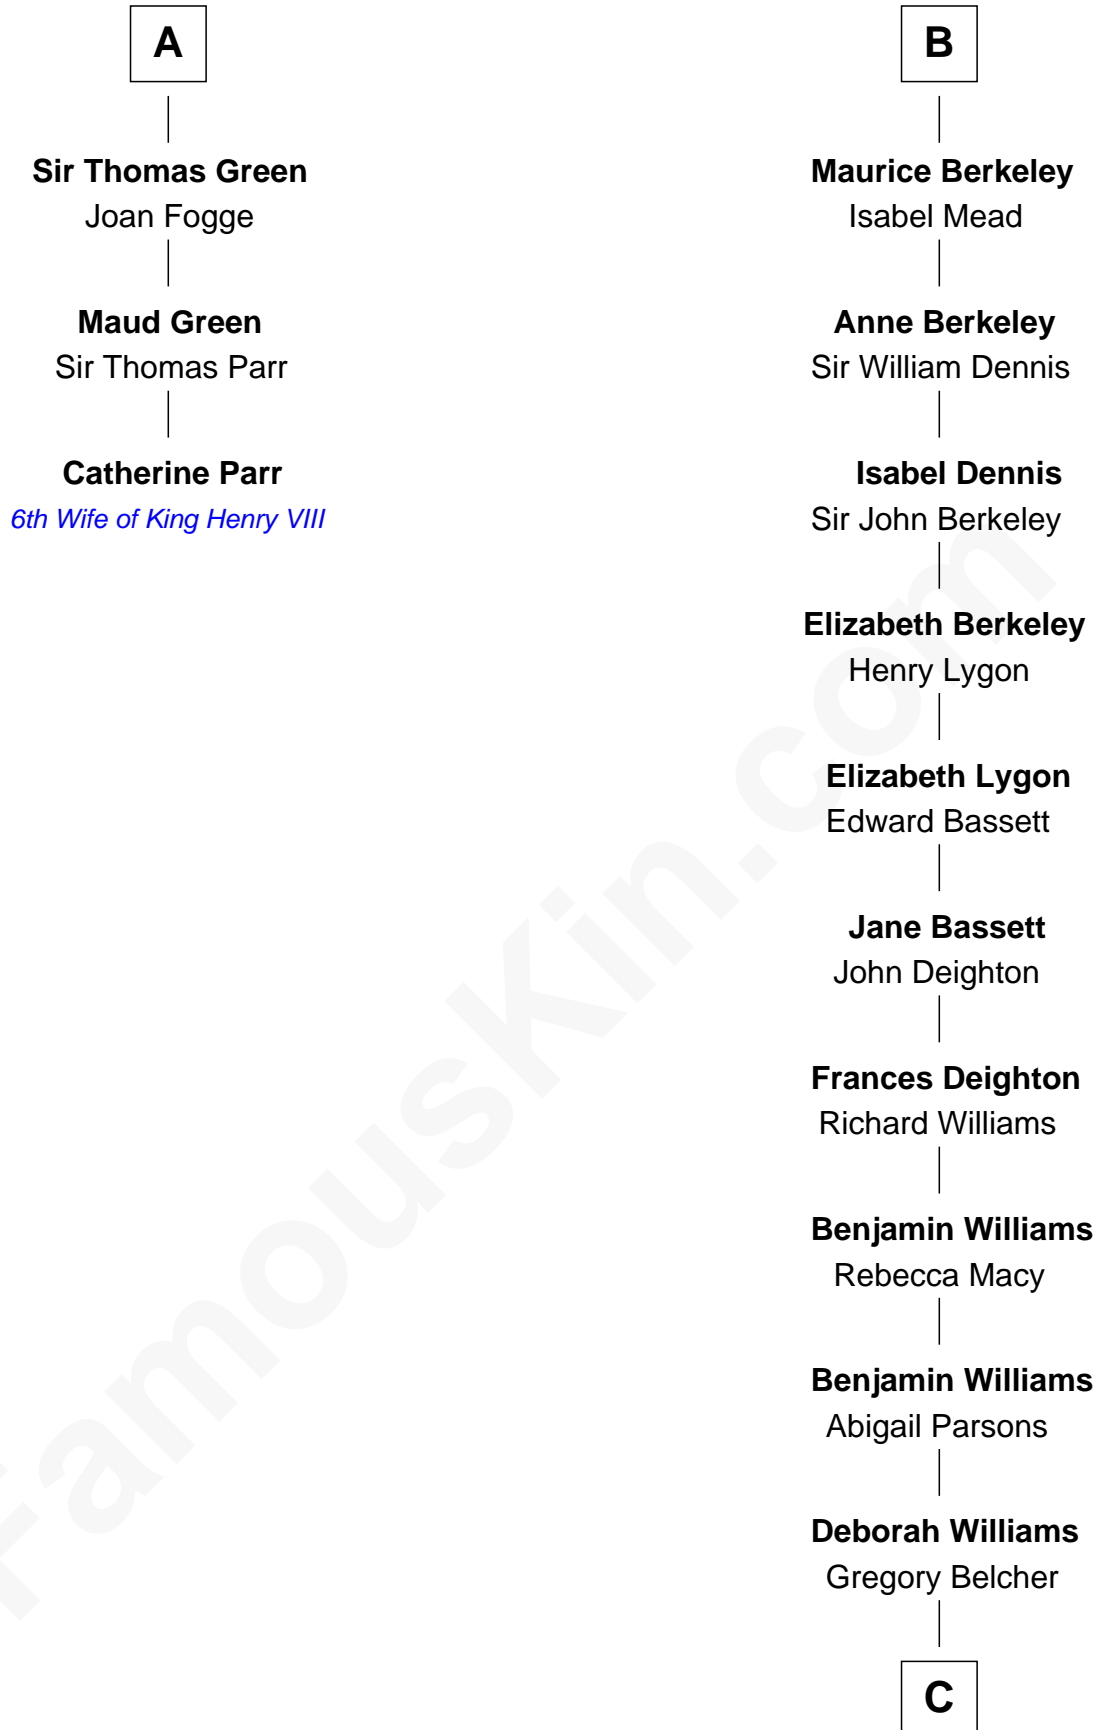 A
Sir Thomas Green
Joan Fogge
Maud Green
Sir Thomas Parr
Catherine Parr
6th Wife of King Henry VIII
B
Maurice Berkeley
Isabel Mead
Anne Berkeley
Sir William Dennis
Isabel Dennis
Sir John Berkeley
Elizabeth Berkeley
Henry Lygon
Elizabeth Lygon
Edward Bassett
Jane Bassett
John Deighton
Frances Deighton
Richard Williams
Benjamin Williams
Rebecca Macy
Benjamin Williams
Abigail Parsons
Deborah Williams
Gregory Belcher
C
FamousKin.com